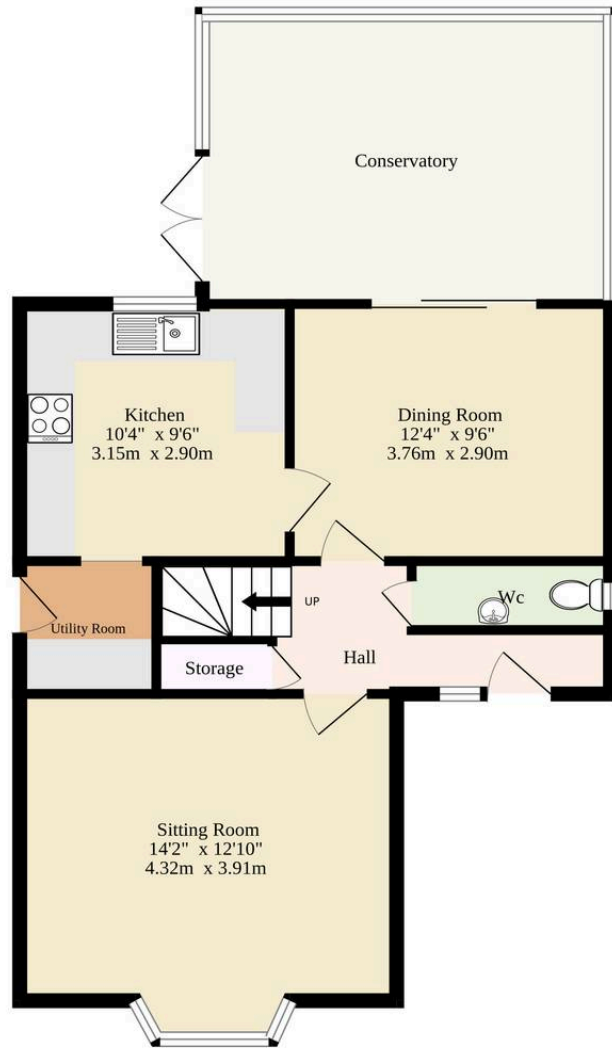 Conservatory
Kitchen
10'4" x 9'6"
3.15m x 2.90m
Dining Room
12'4" x 9'6"
3.76m x 2.90m
UP
Wc
Utility Room
Hall
Storage
Sitting Room
14'2" x 12'10"
4.32m x 3.91m